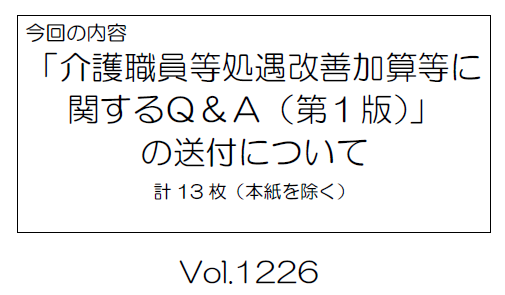 今回の内容
「介護職員等処遇改善加算等に
関するＱ＆Ａ（第１版）」
の送付について
計 13 枚（本紙を除く）
Vol.1226